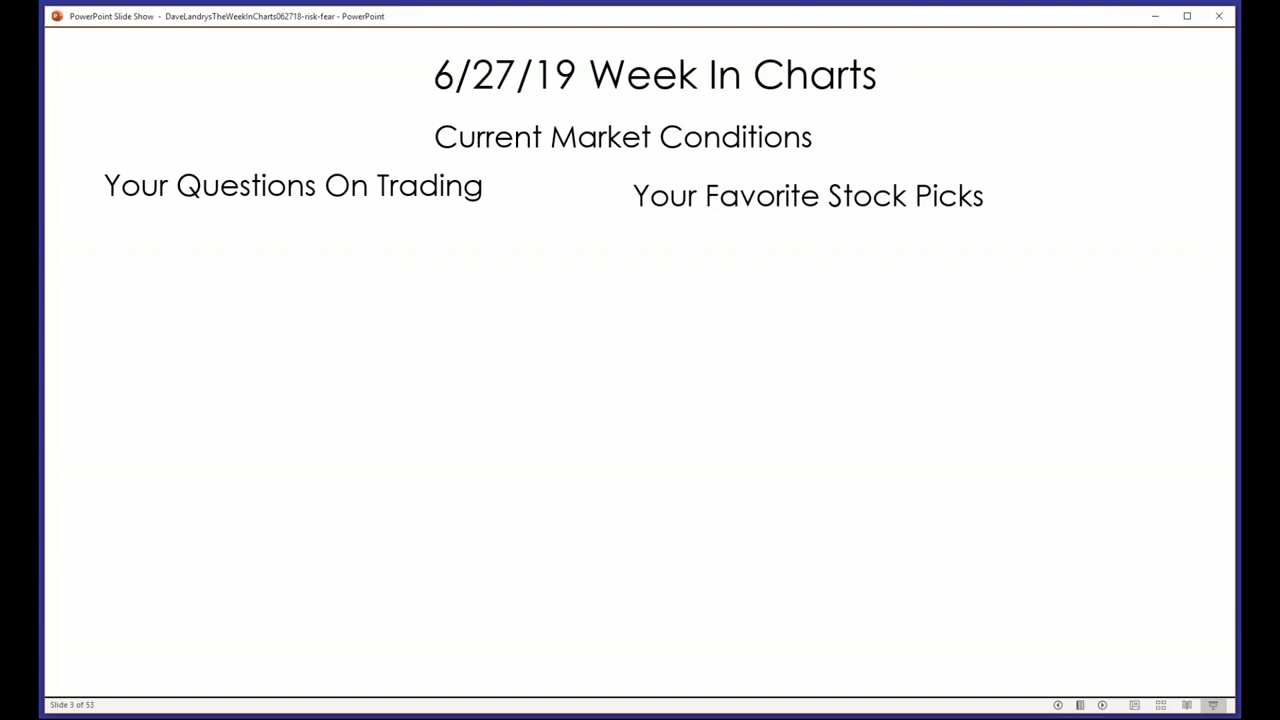 PowerPoint Slide Show - DaveLandrysTheWeekInCharts062718-risk-fear - PowerPoint
6/27/19 Week In Charts
Current Market Conditions
Your Questions On Trading
Your Favorite Stock Picks
Slide 3 of 53